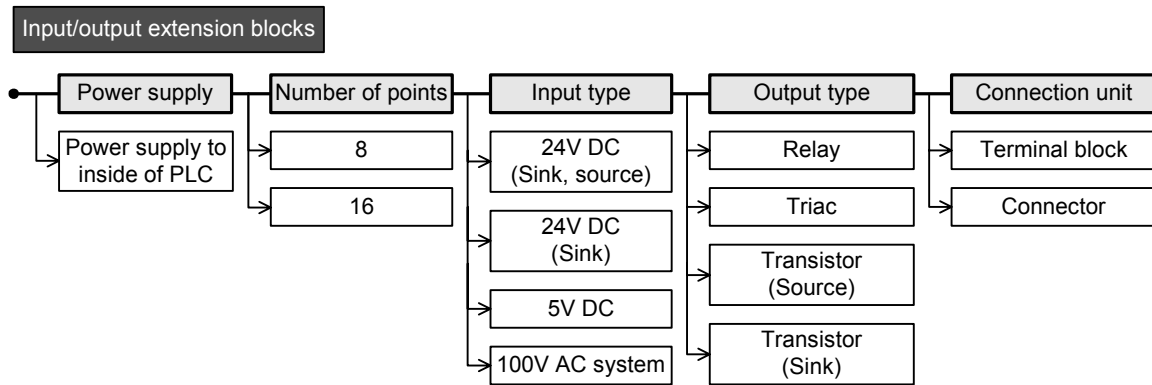 Input/output extension blocks
Power supply
Power supply to
inside of PLC
Number of points
8
16
Input type
24V DC
(Sink, source)
24V DC
(Sink)
5V DC
100V AC system
Output type
Relay
Triac
Transistor
(Source)
Transistor
(Sink)
Connection unit
Terminal block
Connector